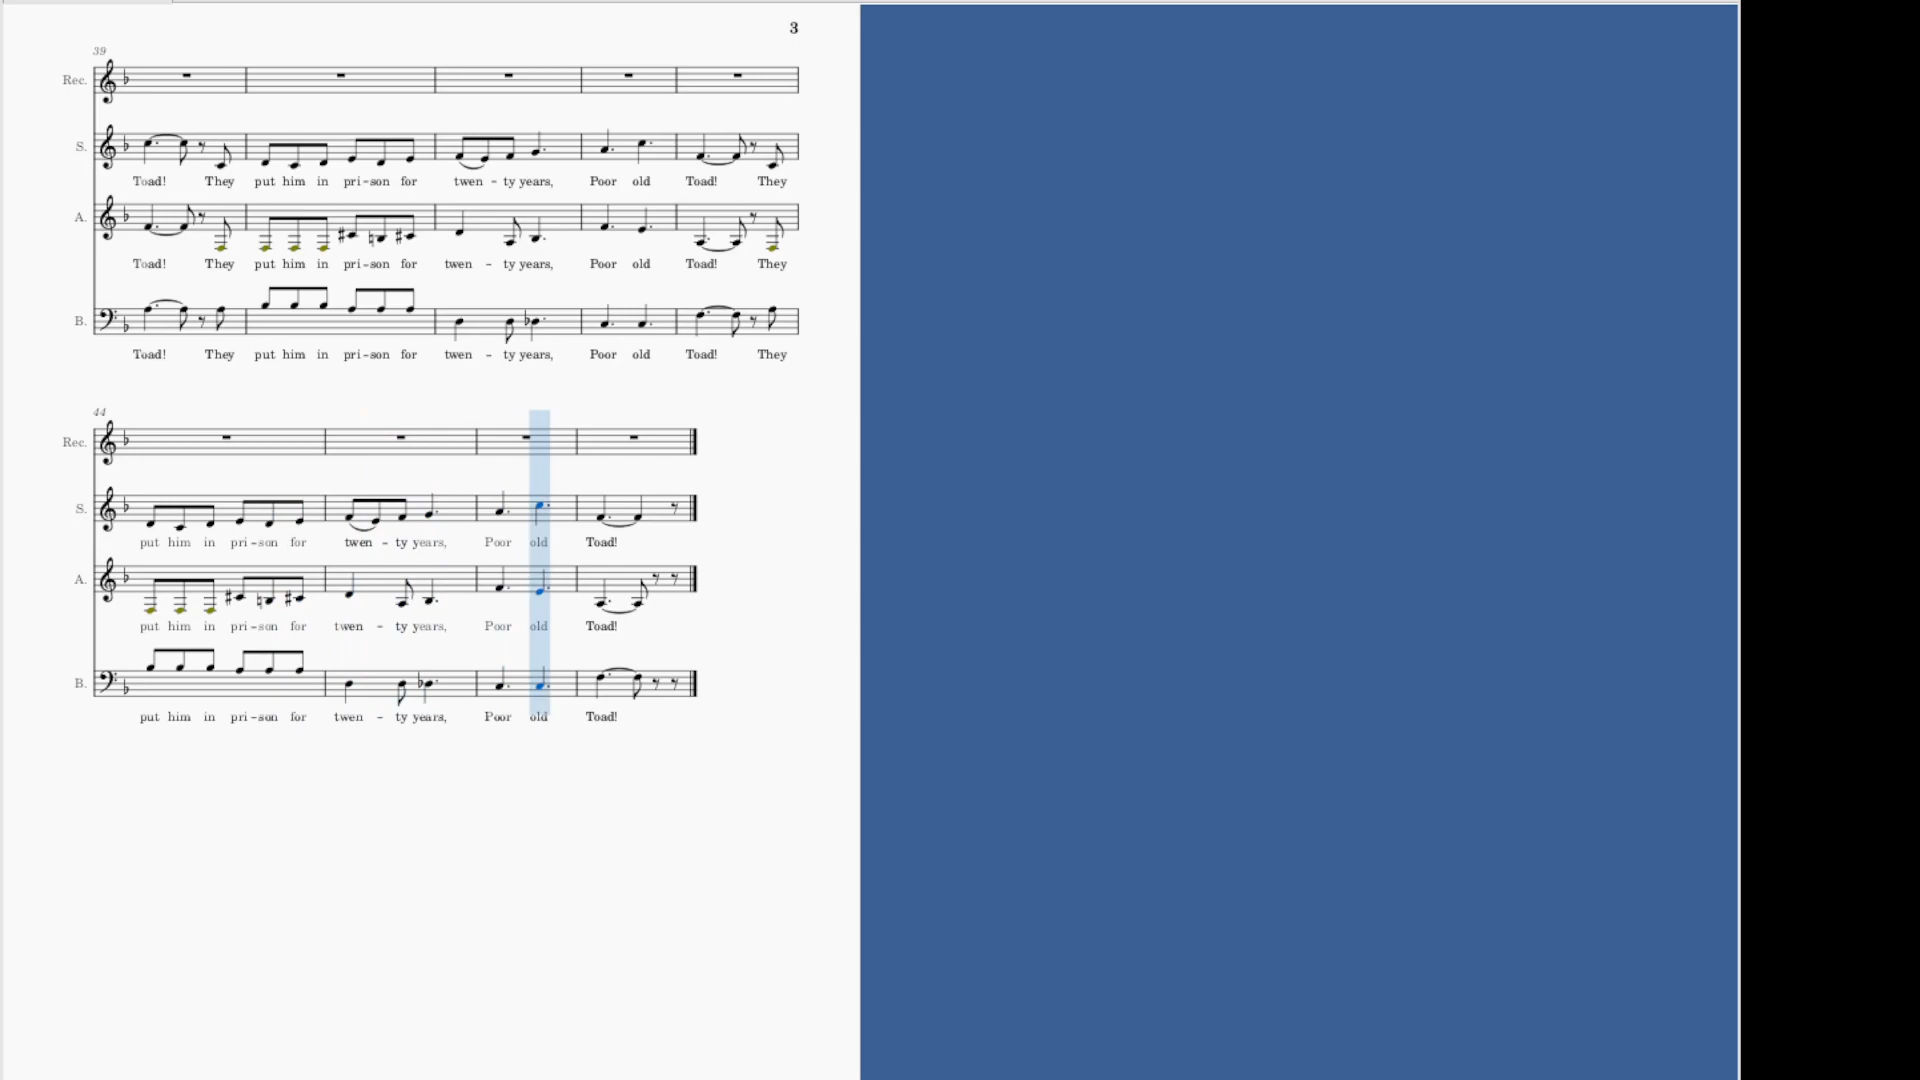 3
39
Rec.
S.
Toad! They put him in pri-son for twen - ty years, Poor old Toad! They
A.
Toad! They put him in pri-son for twen - ty years, Poor old Toad! They
B.
Toad! They put him in pri-son for twen - ty years, Poor old Toad! They
44
Rec.
S.
put him in pri-son for twen - ty years, Poor old Toad!
A.
put him in pri-son for twen - ty years, Poor old Toad!
B.
put him in pri-son for twen - ty years, Poor old Toad!